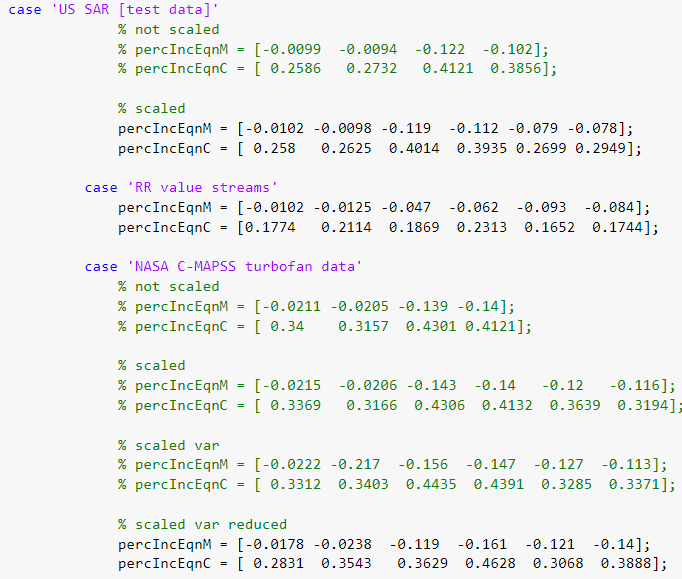 case 'US SAR [test data]'
% not scaled
% percIncEqnM = [-0.0099 -0.0094 -0.122 -0.102];
% percIncEqnC = [ 0.2586 0.2732 0.4121 0.3856];
% scaled
percIncEqnM = [-0.0102 -0.0098 -0.119 -0.112 -0.079 -0.078];
percIncEqnC = [ 0.258 0.2625 0.4014 0.3935 0.2699 0.2949];
case 'RR value streams'
percIncEqnM = [-0.0102 -0.0125 -0.047 -0.062 -0.093 -0.084];
percIncEqnC = [0.1774 0.2114 0.1869 0.2313 0.1652 0.1744];
case 'NASA C-MAPSS turbofan data'
% not scaled
% percIncEqnM = [-0.0211 -0.0205 -0.139 -0.14];
% percIncEqnC = [ 0.34 0.3157 0.4301 0.4121];
% scaled
% percIncEqnM = [-0.0215 -0.0206 -0.143 -0.14 -0.12 -0.116];
% percIncEqnC = [ 0.3369 0.3166 0.4306 0.4132 0.3639 0.3194];
% scaled var
% percIncEqnM = [-0.0222 -0.217 -0.156 -0.147 -0.127 -0.113];
% percIncEqnC = [ 0.3312 0.3403 0.4435 0.4391 0.3285 0.3371];
% scaled var reduced
percIncEqnM = [-0.0178 -0.0238 -0.119 -0.161 -0.121 -0.14];
percIncEqnC = [ 0.2831 0.3543 0.3629 0.4628 0.3068 0.3888];